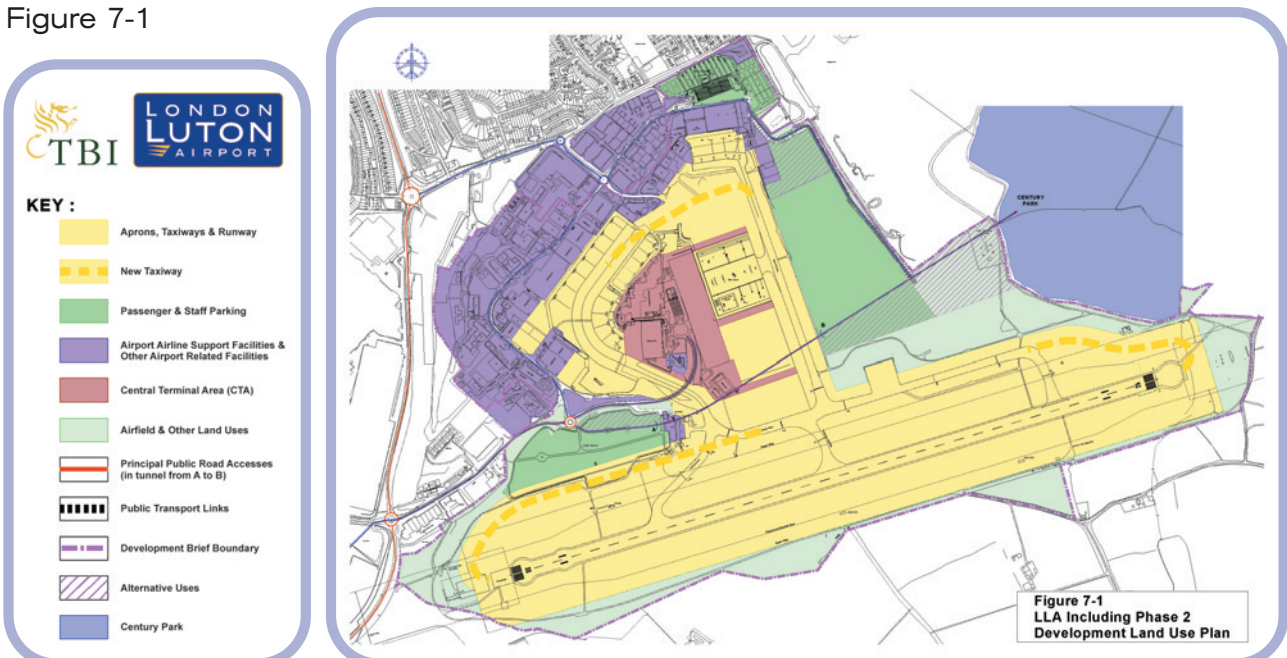 Figure 7-1
TBI
LONDON
LUTON
AIRPORT
KEY :
Aprons, Taxiways & Runway
New Taxiway
Passenger & Staff Parking
Airport Airline Support Facilities &
Other Airport Related Facilities
Central Terminal Area (CTA)
Airfield & Other Land Uses
Principal Public Road Accesses
(in tunnel from A to B)
Public Transport Links
Development Brief Boundary
Alternative Uses
Century Park
CENTURY
PARK
B
A
Figure 7-1
LLA Including Phase 2
Development Land Use Plan